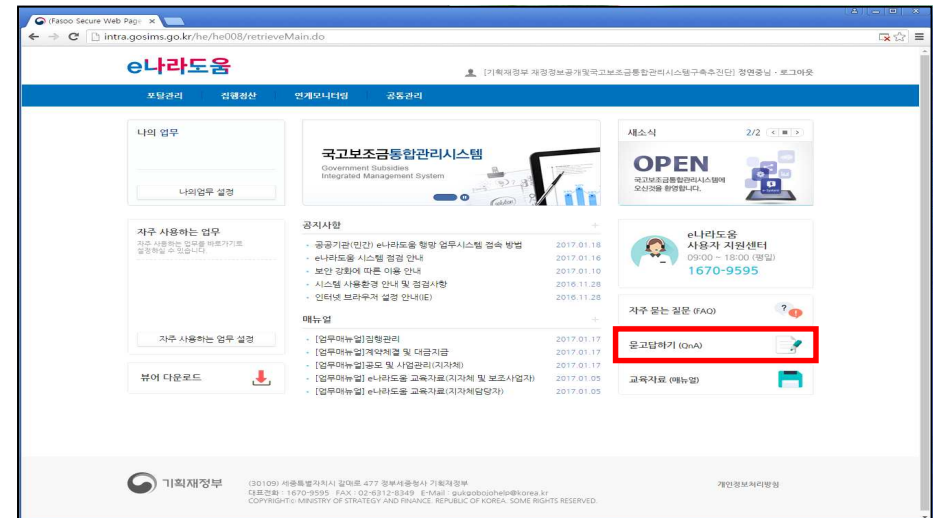 (Fasoo Secure Web Page
intra.gosims.go.kr/he/he008/retrieveMain.do
e나라도움
[기획재정부 재정정보공개및국고보조금통합관리시스템구축추진단] 정연중님 - 로그아웃
포탈관리 집행정산 연계모니터링 공통관리
나의 업무
나의업무 설정
국고보조금통합관리시스템
Government Subsidies
Integrated Management System
새소식 2/2
OPEN
국고보조금통합관리시스템에
오신것을 환영합니다.
자주 사용하는 업무
자주 사용하는 업무를 바로가기로
설정하실 수 있습니다.
자주 사용하는 업무 설정
뷰어 다운로드
공지사항
공공기관(민간) e나라도움 행망 업무시스템 접속 방법 2017.01.18
e나라도움 시스템 점검 안내 2017.01.16
보안 강화에 따른 이용 안내 2017.01.10
시스템 사용환경 안내 및 점검사항 2016.11.28
인터넷 브라우저 설정 안내(IE) 2016.11.28
매뉴얼
[업무매뉴얼]집행관리 2017.01.17
[업무매뉴얼]계약체결 및 대금지급 2017.01.17
[업무매뉴얼]공모 및 사업관리(지자체) 2017.01.17
[업무매뉴얼] e나라도움 교육자료(지자체 및 보조사업자) 2017.01.05
[업무매뉴얼] e나라도움 교육자료(지자체담당자) 2017.01.05
e나라도움
사용자 지원센터
09:00 ~ 18:00 (평일)
1670-9595
자주 묻는 질문 (FAQ)
묻고답하기 (QnA)
교육자료 (메뉴얼)
기획재정부
(30109) 세종특별자치시 갈매로 477 정부세종청사 기획재정부
대표전화 : 1670-9595 FAX : 02-6312-8349 E-Mail : gukgobojohelp@korea.kr
COPYRIGHT© MINISTRY OF STRATEGY AND FINANCE. REPUBLIC OF KOREA. SOME RIGHTS RESERVED.
개인정보처리방침